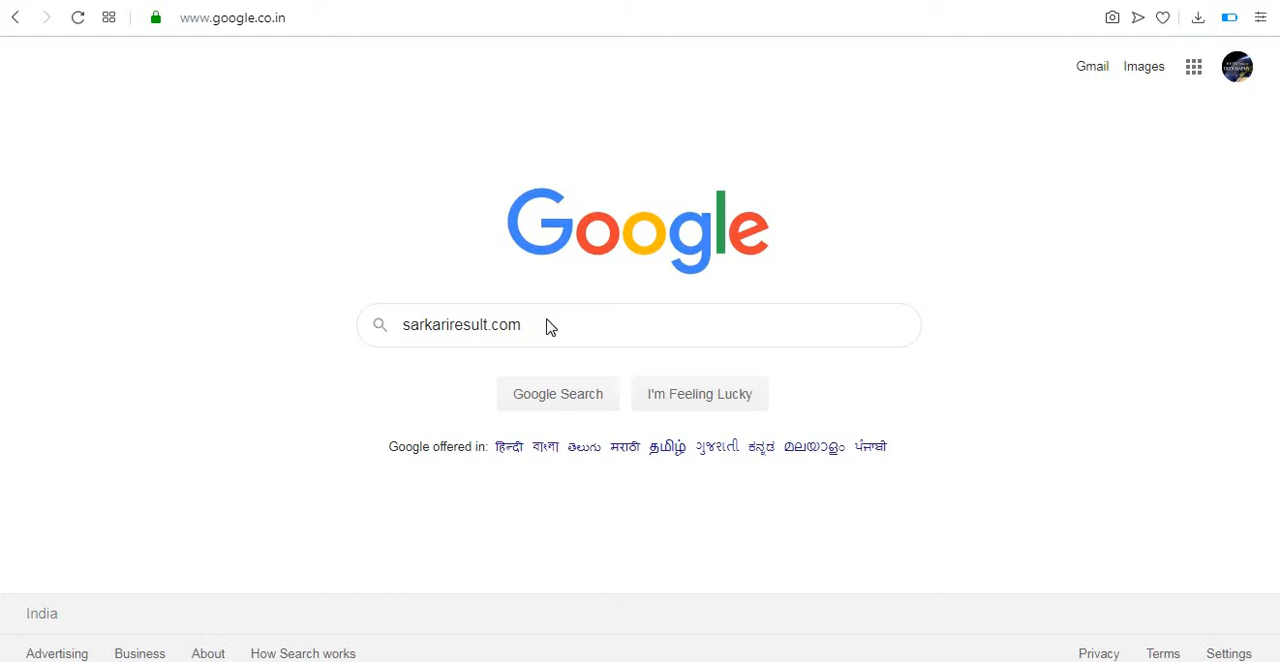 www.google.co.in
Gmail Images
Google
sarkariresult.com
Google Search I'm Feeling Lucky
Google offered in: हिन्दी বাংলা తెలుగు मराठी தமிழ் ગુજરાતી ಕನ್ನಡ മലയാളം ਪੰਜਾਬੀ
India
Advertising Business About How Search works Privacy Terms Settings